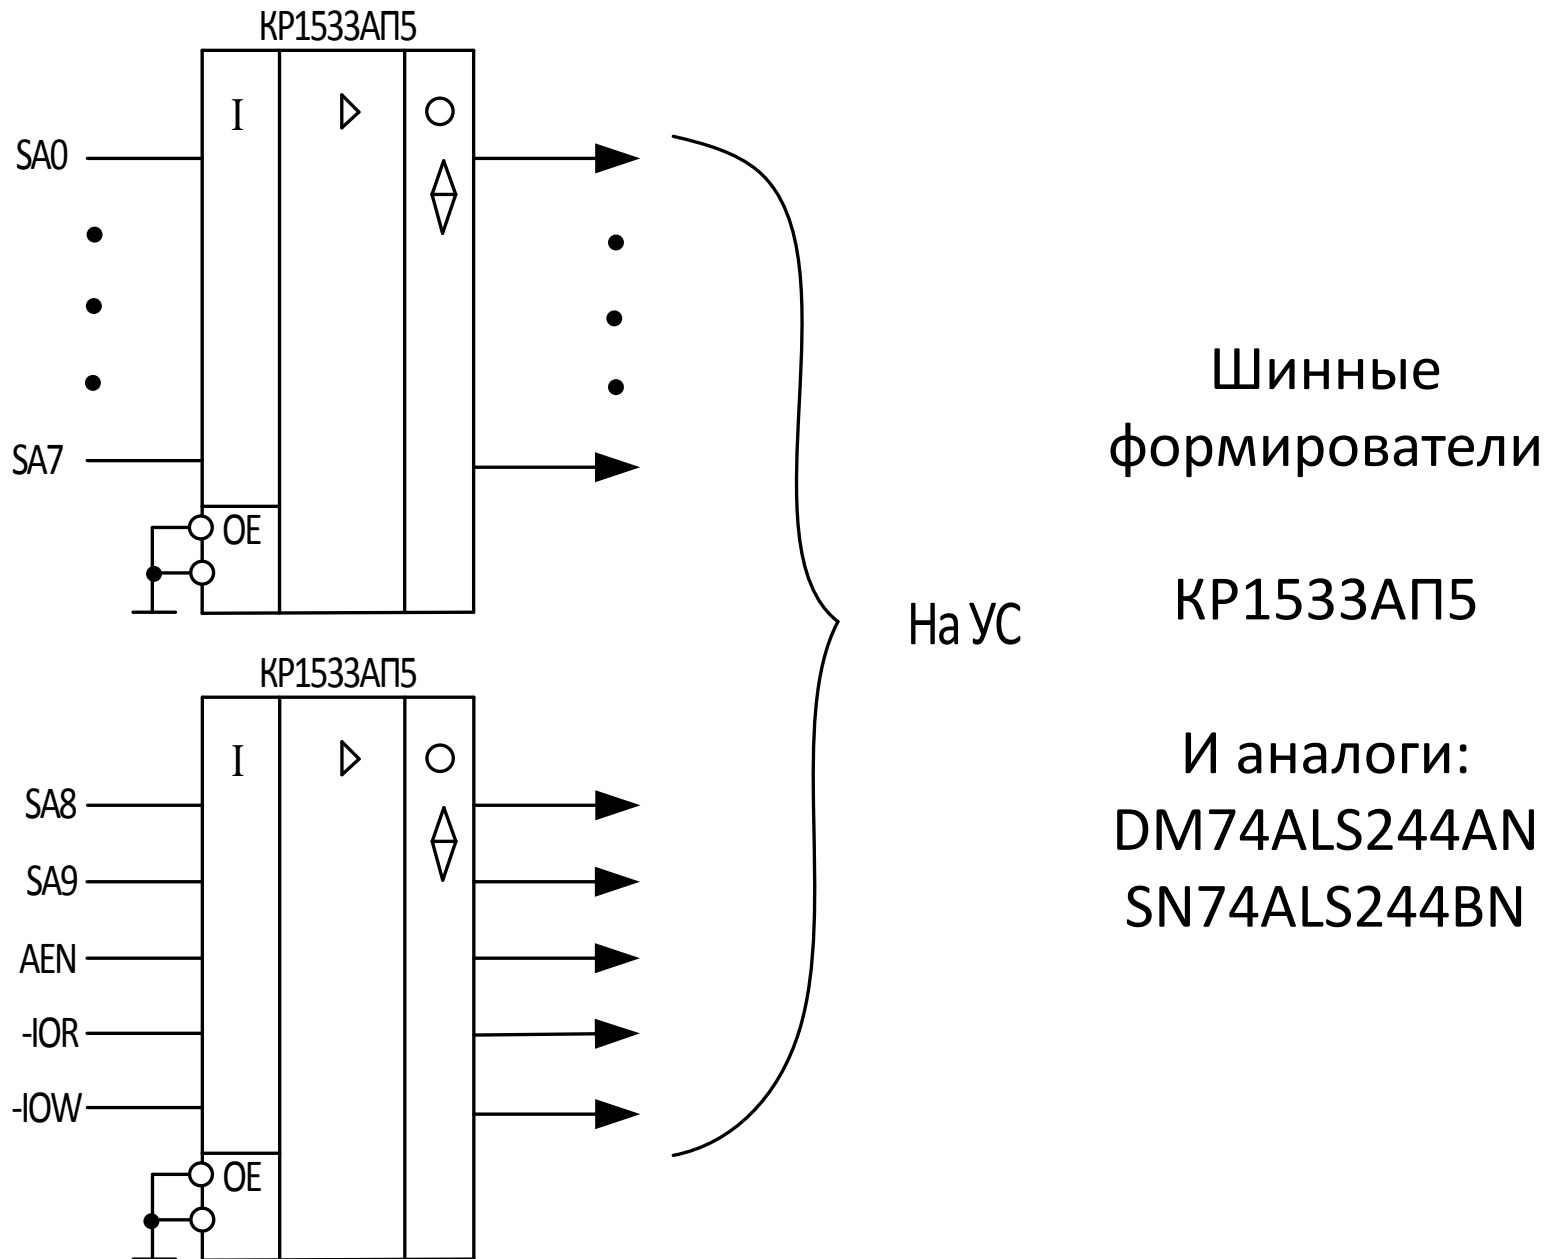 КР1533АП5
I
SA0
SA7
OE
КР1533АП5
I
SA8
SA9
AEN
-IOR
-IOW
OE
На УС
Шинные
формирователи
КР1533АП5
И аналоги:
DM74ALS244AN
SN74ALS244BN